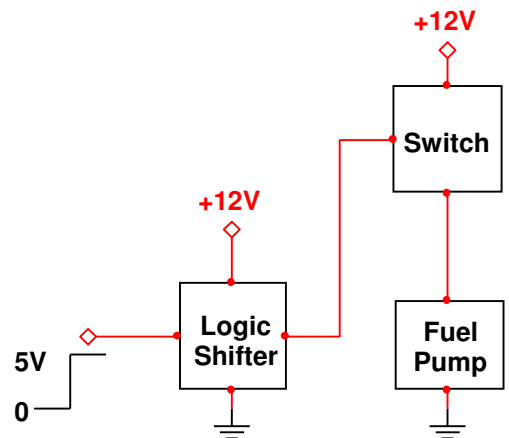 +12V
Switch
+12V
Logic
Shifter
5V
0
Fuel
Pump